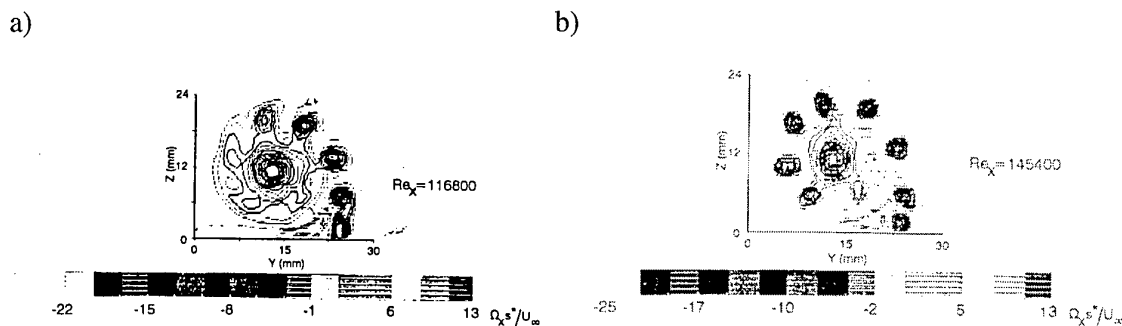 a)
24
Z (mm)
12
0
0 15 30
Y (mm)
Re_x=116800
-22 -15 -8 -1 6 13 Ω_x s*/U_∞
b)
24
Z (mm)
12
0
0 15 30
Y (mm)
Re_x=145400
-25 -17 -10 -2 5 13 Ω_x s*/U_∞